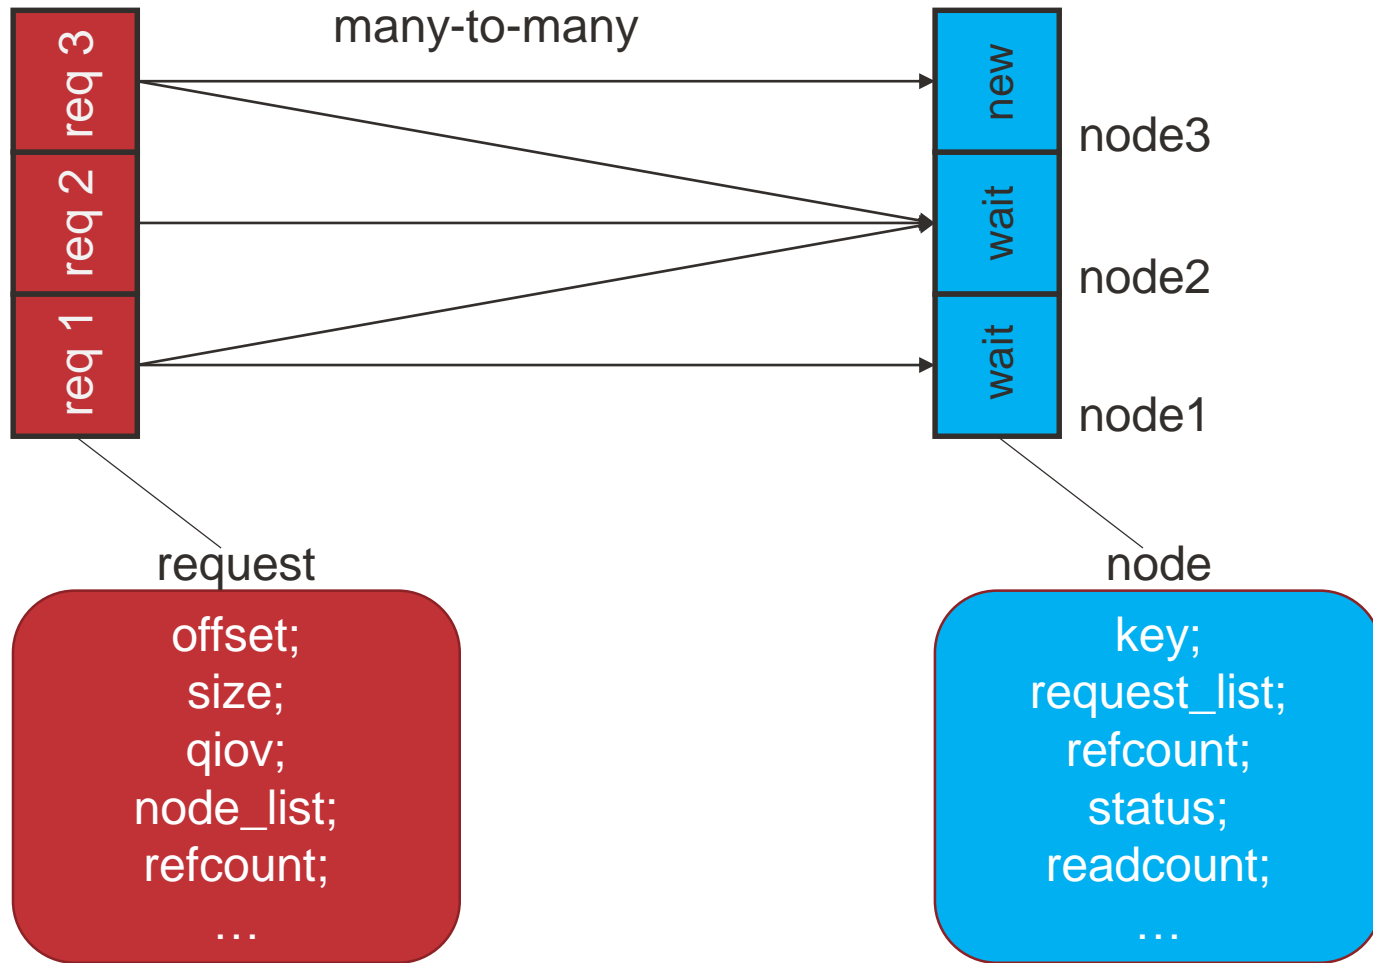 many-to-many
req 3
req 2
req 1
new
node3
wait
node2
wait
node1
request
offset;
size;
qiov;
node_list;
refcount;
...
node
key;
request_list;
refcount;
status;
readcount;
...